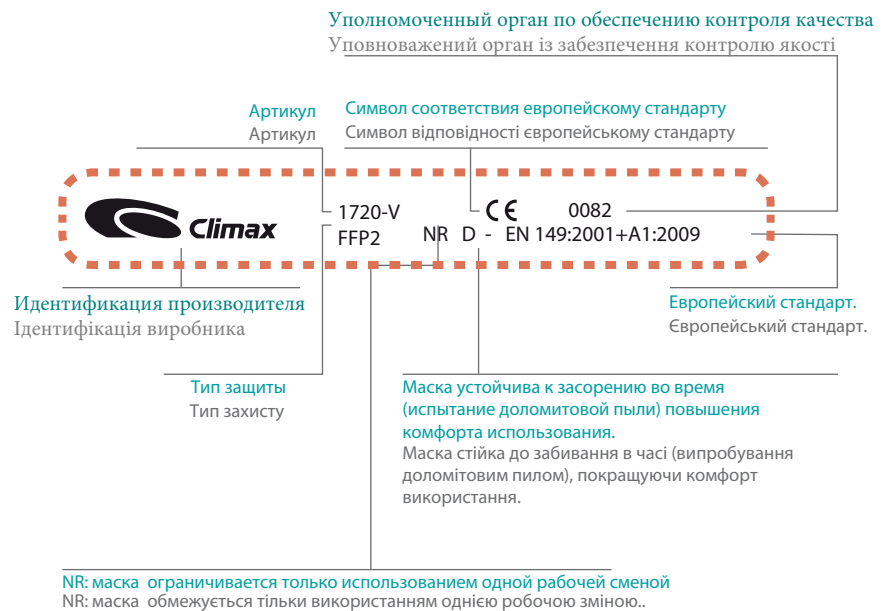 Уполномоченный орган по обеспечению контроля качества
Уповноважений орган із забезпечення контролю якості
Артикул
Артикул
Символ соответствия европейскому стандарту
Символ відповідності європейському стандарту
Climax
1720-V
CE
0082
FFP2
NR D - EN 149:2001+A1:2009
Идентификация производителя
Ідентифікація виробника
Европейский стандарт.
Європейський стандарт.
Тип защиты
Тип захисту
Маска устойчива к засорению во время
(испытание доломитовой пыли) повышения
комфорта использования.
Маска стійка до забивання в часі (випробування
доломітовим пилом), покращуючи комфорт
використання.
NR: маска ограничивается только использованием одной рабочей сменой
NR: маска обмежується тільки використанням однією робочою зміною..